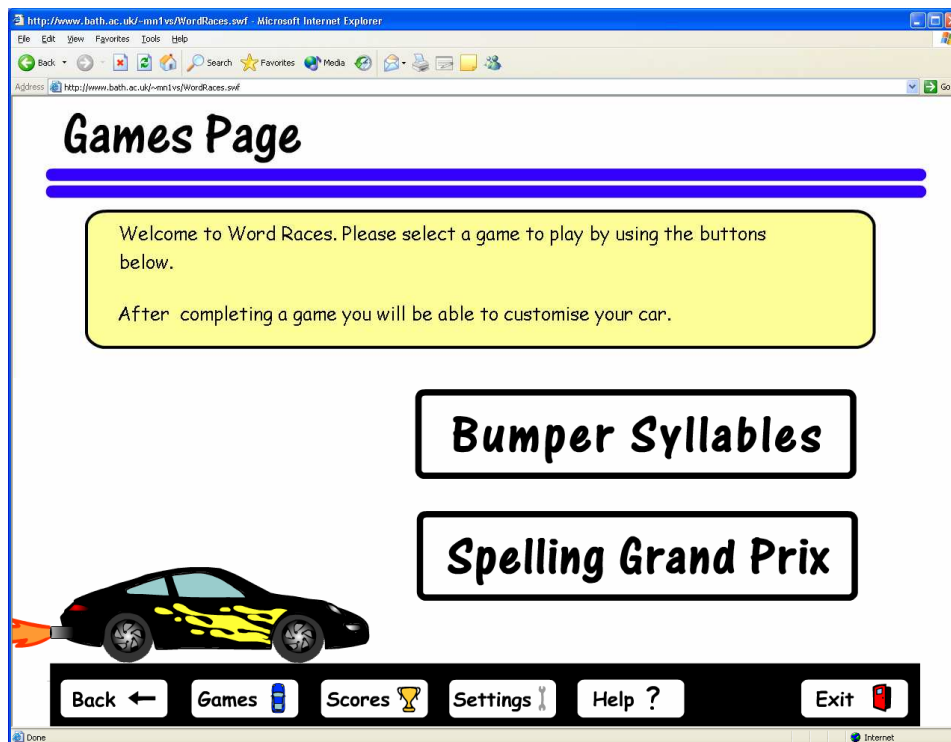 http://www.bath.ac.uk/~mn1vs/WordRaces.swf - Microsoft Internet Explorer
File Edit View Favorites Tools Help
Back Search Favorites Media
Address http://www.bath.ac.uk/~mn1vs/WordRaces.swf Go
Games Page
Welcome to Word Races. Please select a game to play by using the buttons
below.
After completing a game you will be able to customise your car.
Bumper Syllables
Spelling Grand Prix
Back Games Scores Settings Help ? Exit
Done Internet